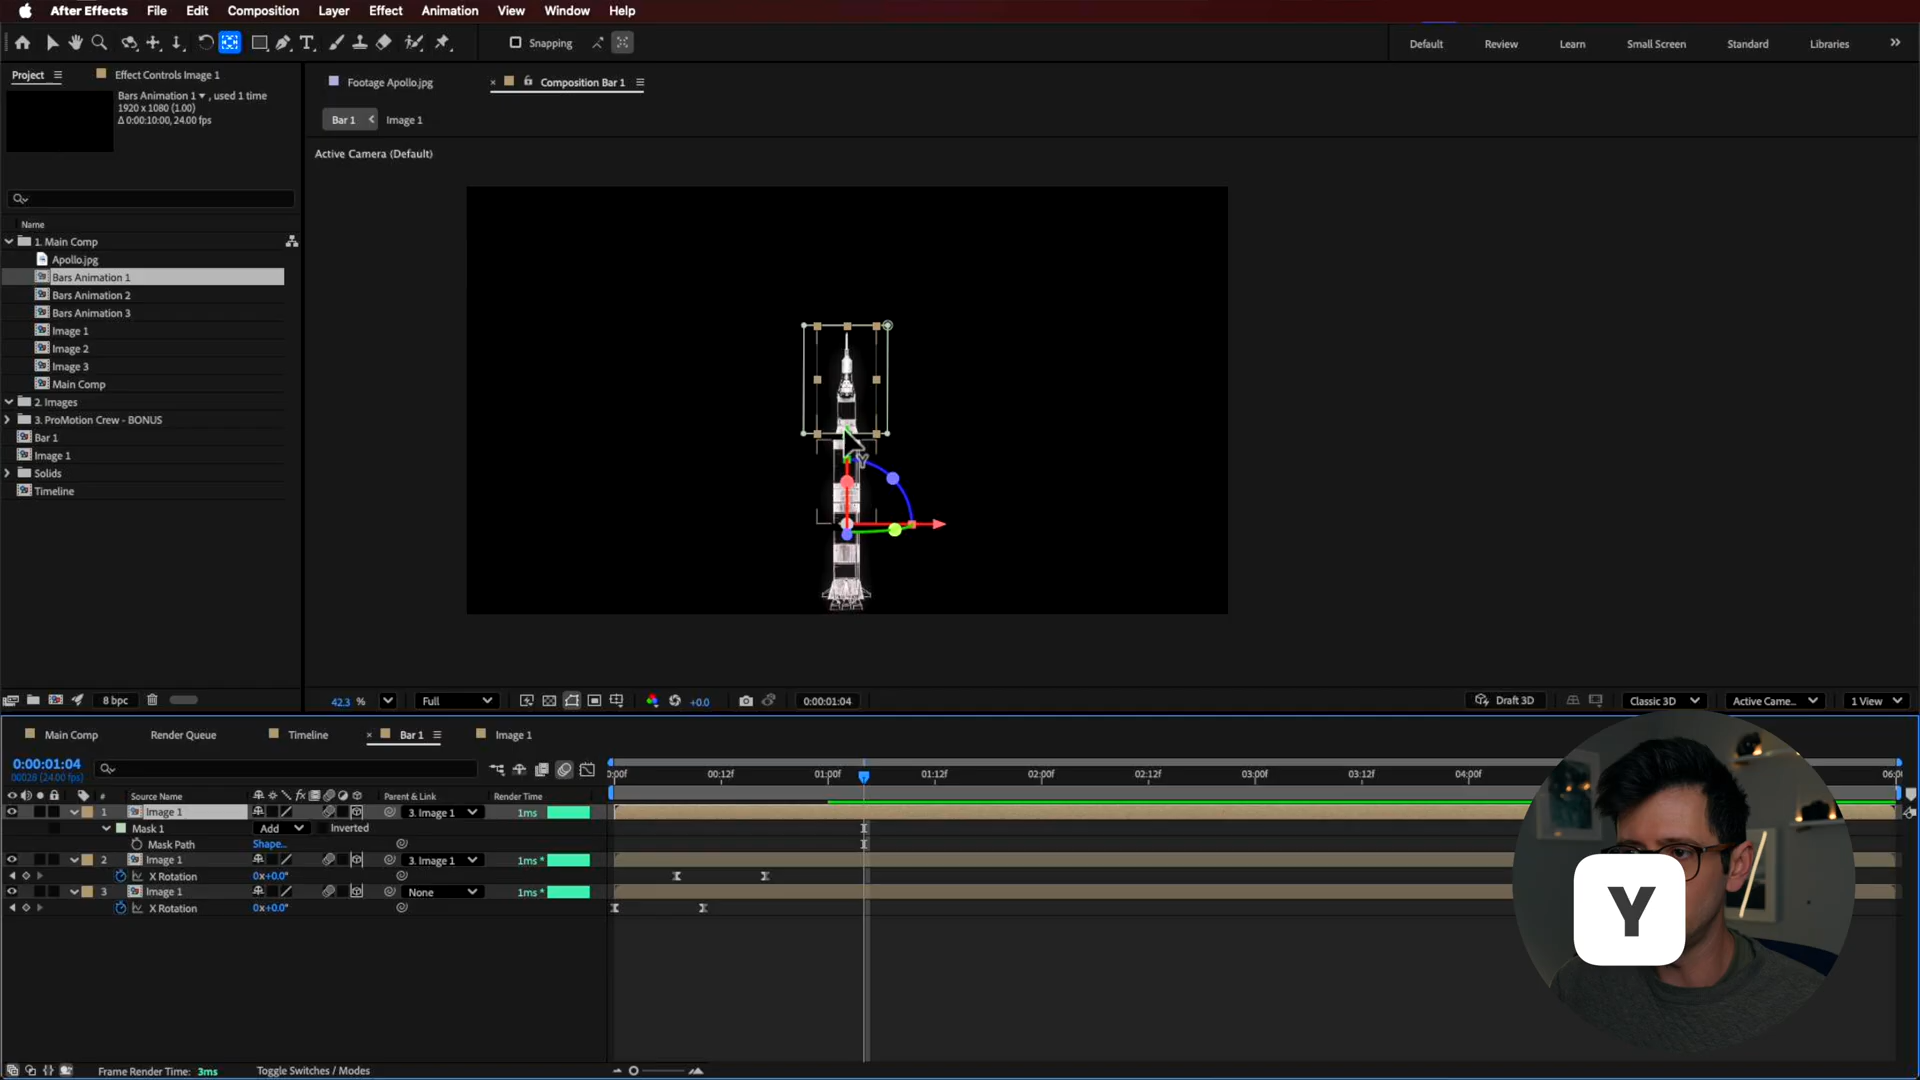 After Effects File Edit Composition Layer Effect Animation View Window Help
Snapping Default Review Learn Small Screen Standard Libraries
Project Effect Controls Image 1
Footage Apollo.jpg Composition Bar 1
Bars Animation 1 , used 1 time
1920 x 1080 (1.00)
Δ 0:00:10:00, 24.00 fps
Bar 1 Image 1
Active Camera (Default)
Name
1. Main Comp
Apollo.jpg
Bars Animation 1
Bars Animation 2
Bars Animation 3
Image 1
Image 2
Image 3
Main Comp
2. Images
3. ProMotion Crew - BONUS
Bar 1
Image 1
Solids
Timeline
8 bpc 42.3 % Full +0.0 0:00:01:04 Draft 3D Classic 3D Active Came... 1 View
Main Comp Render Queue Timeline Bar 1 Image 1
0:00:01:04
00028 (24.00 fps)
0:00f 00:12f 01:00f 01:12f 02:00f 02:12f 03:00f 03:12f 04:00f 06:0
# Source Name fx Parent & Link Render Time
1 Image 1 3. Image 1 1ms
Mask 1 Add Inverted
Mask Path Shape...
2 Image 1 3. Image 1 1ms *
X Rotation 0x+0.0°
3 Image 1 None 1ms *
X Rotation 0x+0.0°
Y
Frame Render Time: 3ms Toggle Switches / Modes